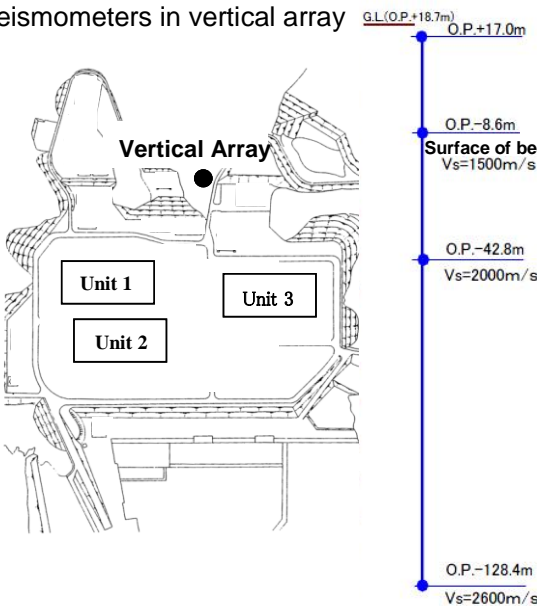 eismometers in vertical array
G.L.(O.P.+18.7m)
O.P.+17.0m
O.P.-8.6m
Surface of be
Vs=1500m/s
Vertical Array
O.P.-42.8m
Vs=2000m/s
Unit 1
Unit 3
Unit 2
O.P.-128.4m
Vs=2600m/s